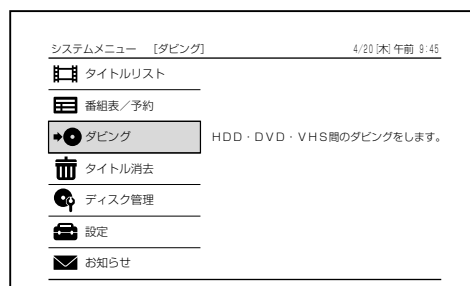 システムメニュー [ダビング] 4/20[木]午前 9:45
タイトルリスト
番組表／予約
ダビング HDD・DVD・VHS間のダビングをします。
タイトル消去
ディスク管理
設定
お知らせ